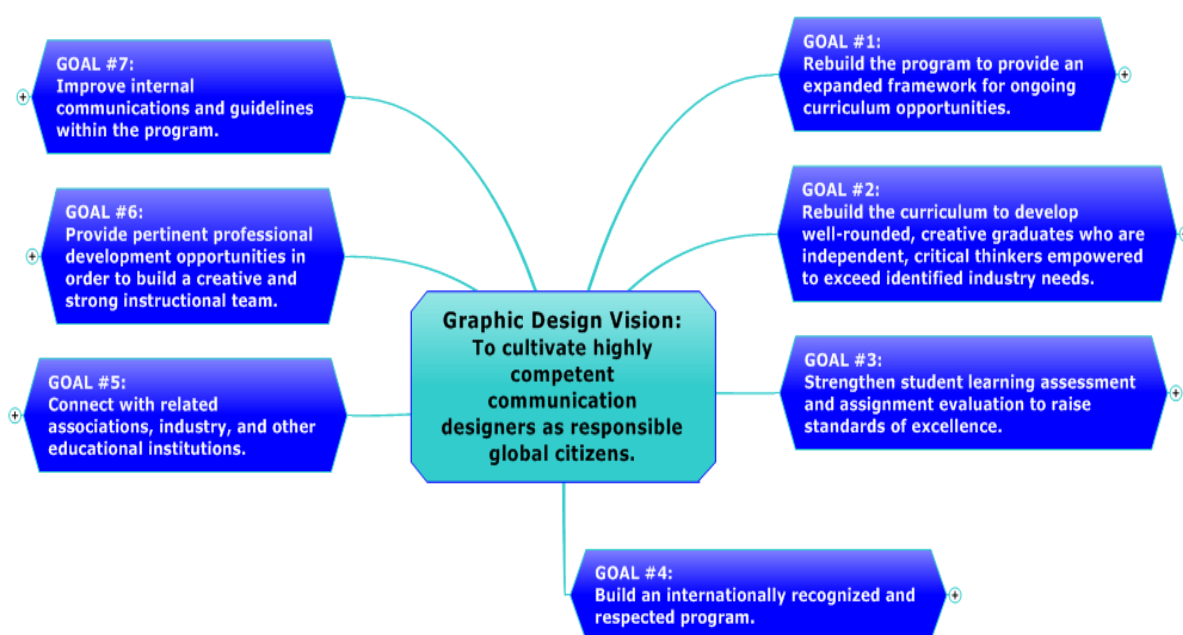 Graphic Design Vision:
To cultivate highly
competent
communication
designers as responsible
global citizens.
GOAL #1:
Rebuild the program to provide an
expanded framework for ongoing
curriculum opportunities.
GOAL #2:
Rebuild the curriculum to develop
well-rounded, creative graduates who are
independent, critical thinkers empowered
to exceed identified industry needs.
GOAL #3:
Strengthen student learning assessment
and assignment evaluation to raise
standards of excellence.
GOAL #4:
Build an internationally recognized and
respected program.
GOAL #5:
Connect with related
associations, industry, and other
educational institutions.
GOAL #6:
Provide pertinent professional
development opportunities in
order to build a creative and
strong instructional team.
GOAL #7:
Improve internal
communications and guidelines
within the program.